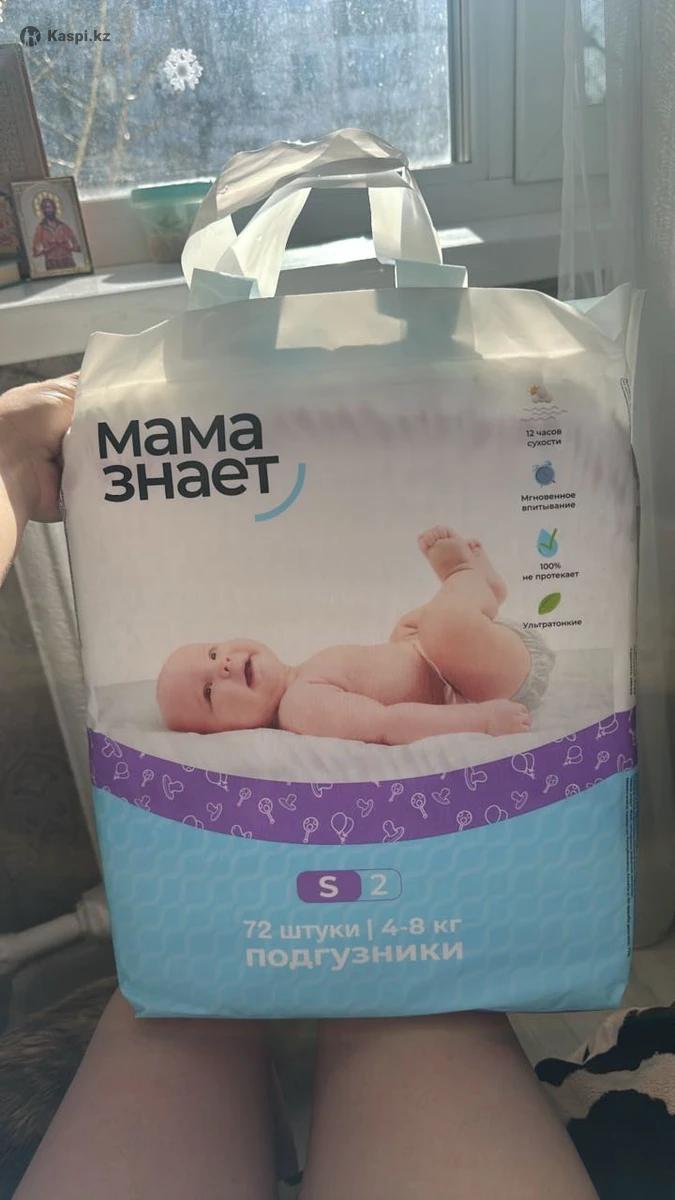 Kaspi.kz
мама
знает
12 часов
сухости
Мгновенное
впитывание
100%
не протекает
Ультратонкие
S 2
72 штуки | 4-8 кг
подгузники